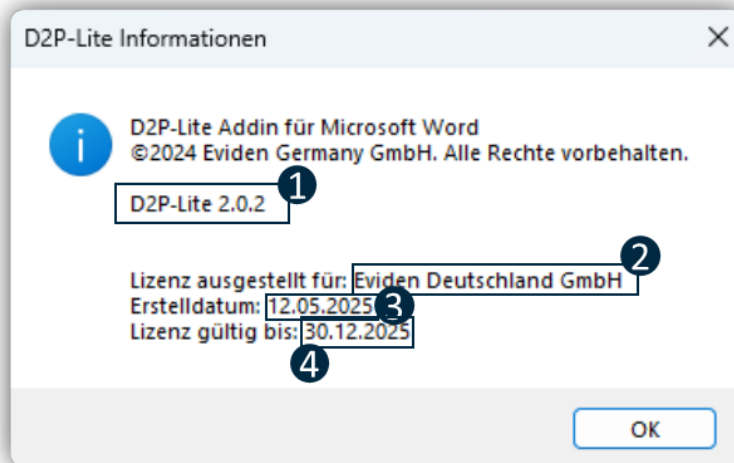 D2P-Lite Informationen
D2P-Lite Addin für Microsoft Word
©2024 Eviden Germany GmbH. Alle Rechte vorbehalten.
1
D2P-Lite 2.0.2
2
Lizenz ausgestellt für: Eviden Deutschland GmbH
Erstelldatum: 12.05.2025 3
Lizenz gültig bis: 30.12.2025
4
OK